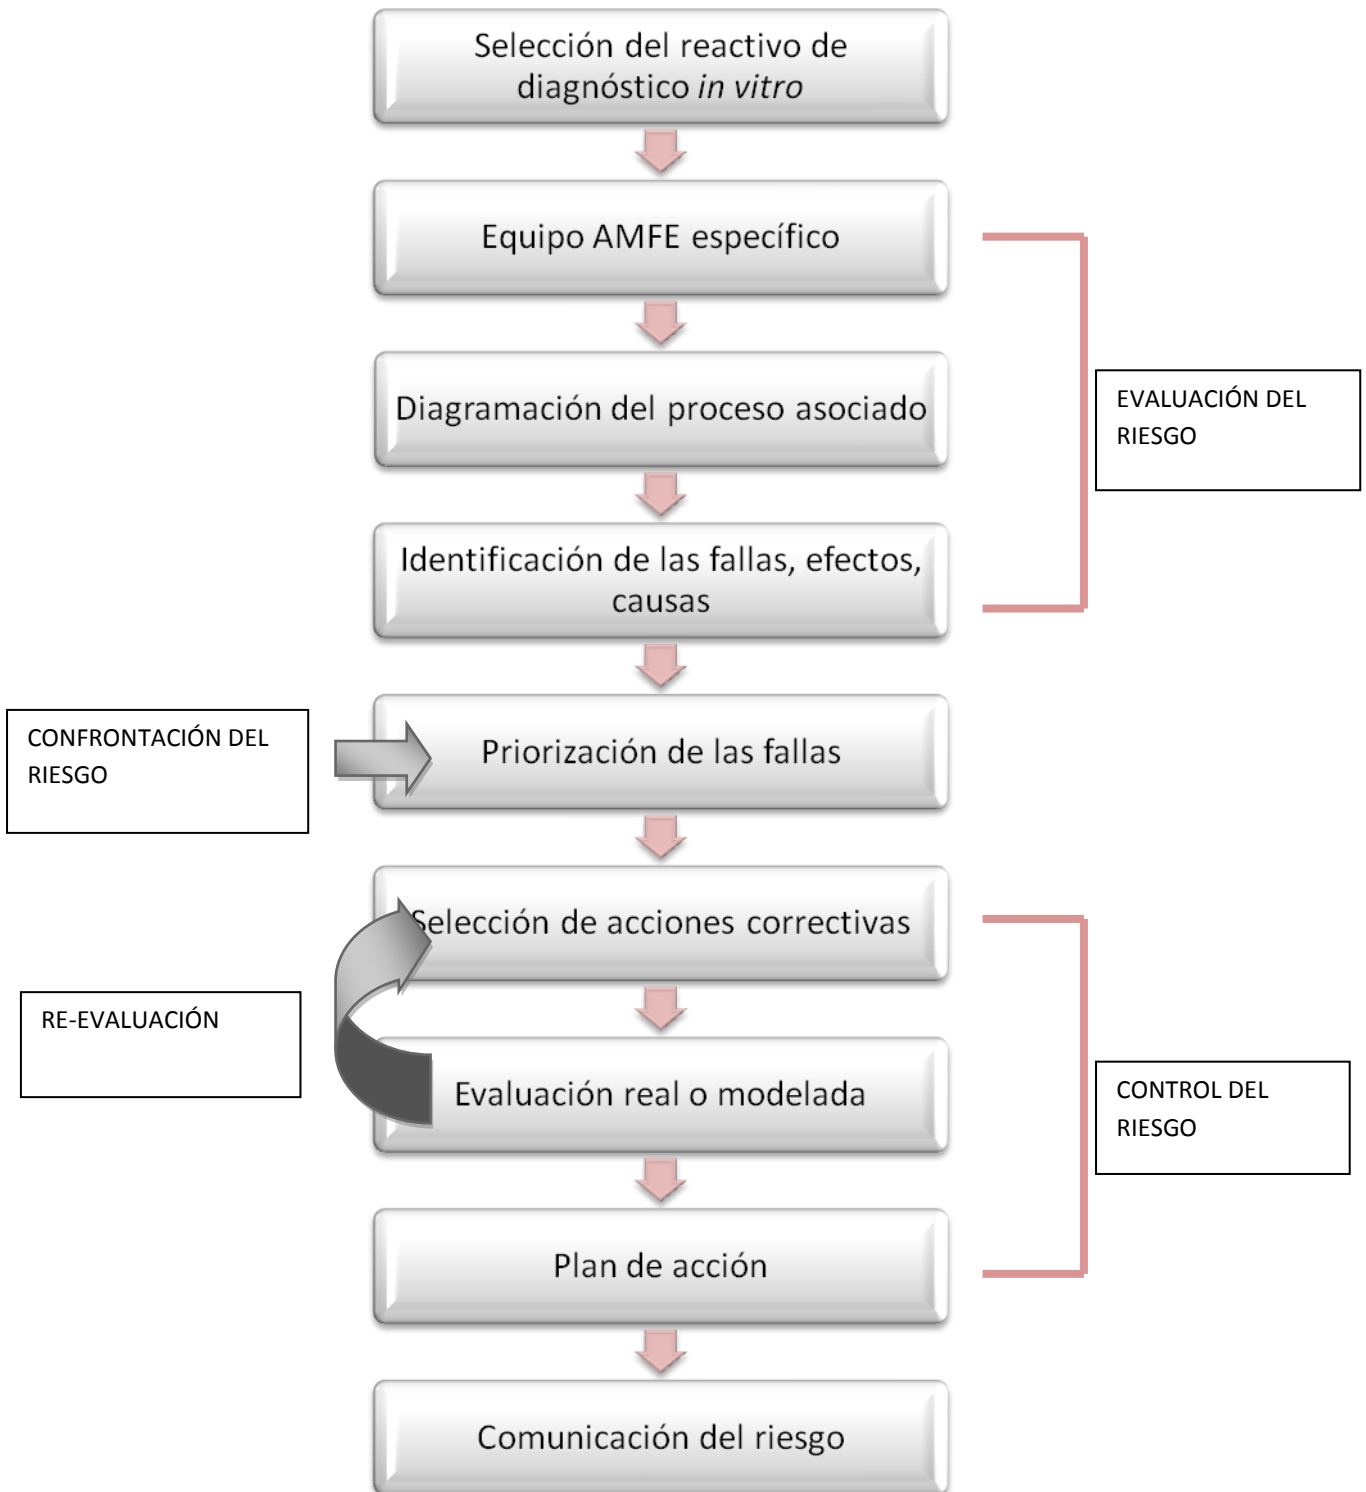 Selección del reactivo de
diagnóstico in vitro
Equipo AMFE específico
Diagramación del proceso asociado
EVALUACIÓN DEL
RIESGO
Identificación de las fallas, efectos,
causas
CONFRONTACIÓN DEL
RIESGO
Priorización de las fallas
Selección de acciones correctivas
RE-EVALUACIÓN
Evaluación real o modelada
CONTROL DEL
RIESGO
Plan de acción
Comunicación del riesgo